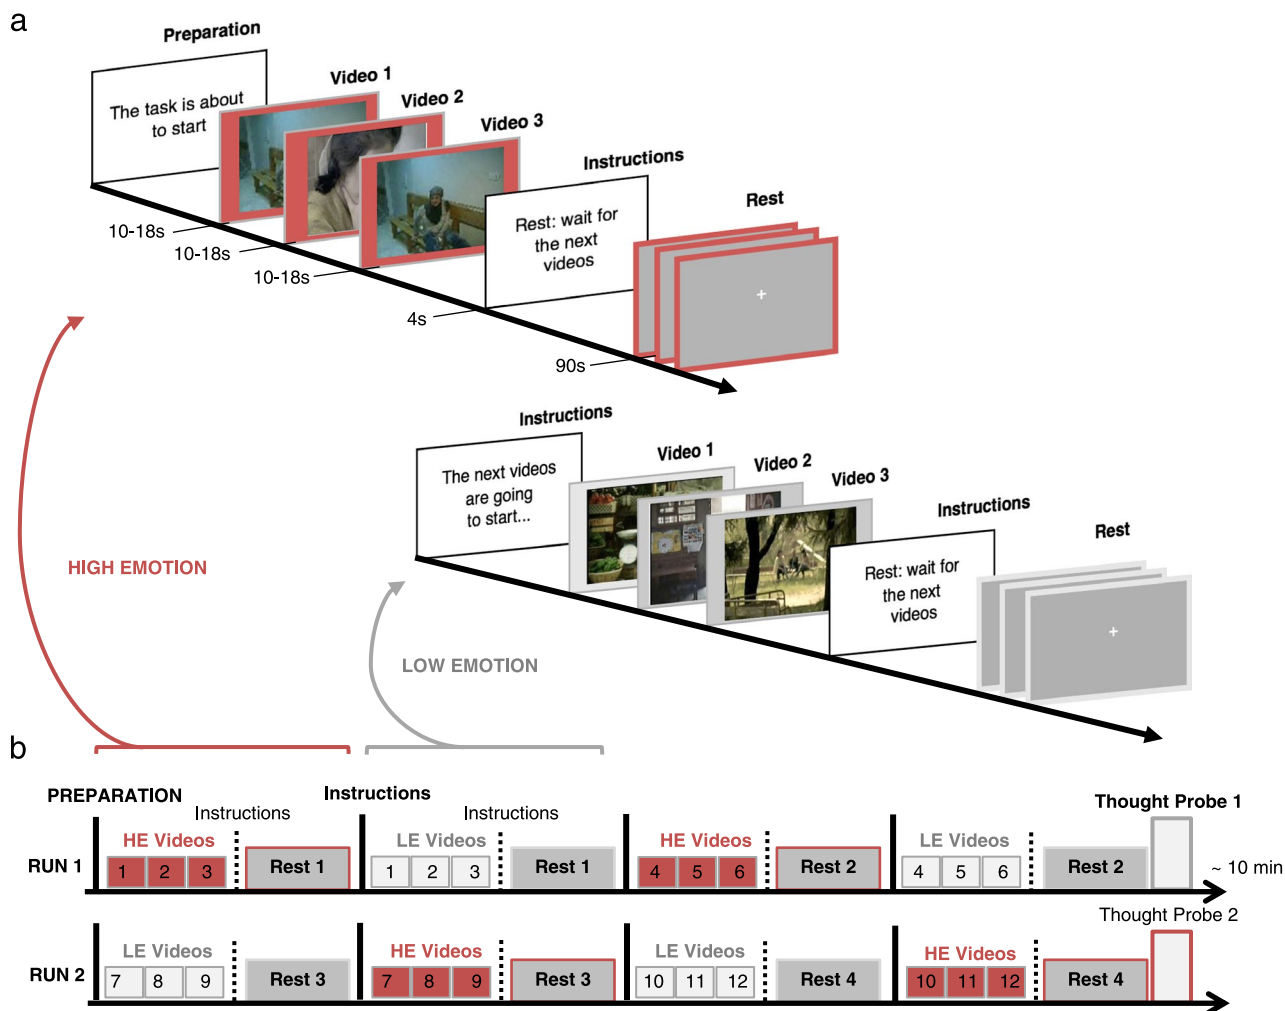 a
Preparation
The task is about
to start
Video 1
Video 2
Video 3
Instructions
Rest: wait for
the next
videos
Rest
+
10-18s
10-18s
10-18s
4s
90s
Instructions
The next videos
are going
to start...
Video 1
Video 2
Video 3
Instructions
Rest: wait for
the next
videos
Rest
+
HIGH EMOTION
LOW EMOTION
b
PREPARATION
Instructions
Instructions
Instructions
Thought Probe 1
RUN 1
HE Videos
1 2 3
Rest 1
LE Videos
1 2 3
Rest 1
HE Videos
4 5 6
Rest 2
LE Videos
4 5 6
Rest 2
~ 10 min
Thought Probe 2
RUN 2
LE Videos
7 8 9
Rest 3
HE Videos
7 8 9
Rest 3
LE Videos
10 11 12
Rest 4
HE Videos
10 11 12
Rest 4